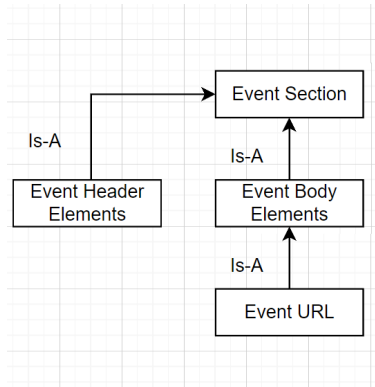 Event Section
Is-A
Is-A
Event Header
Elements
Event Body
Elements
Is-A
Event URL